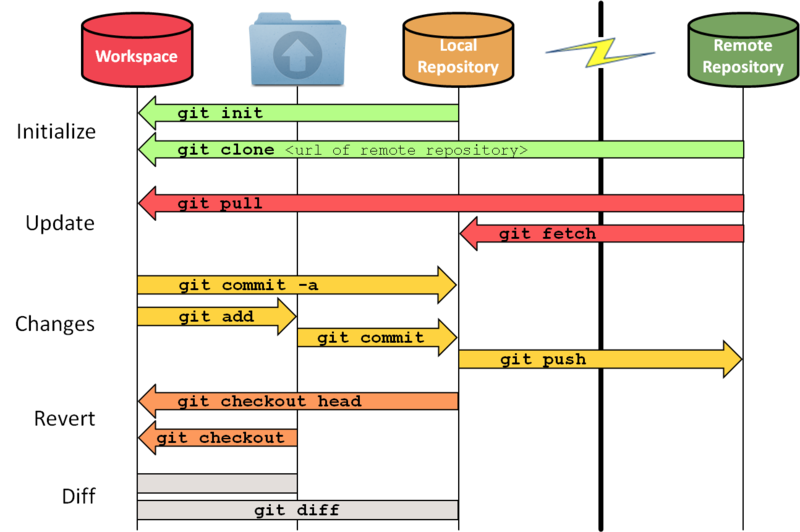 Workspace
Local
Repository
Remote
Repository
Initialize
git init
git clone <url of remote repository>
Update
git pull
git fetch
Changes
git commit -a
git add
git commit
git push
Revert
git checkout head
git checkout
Diff
git diff